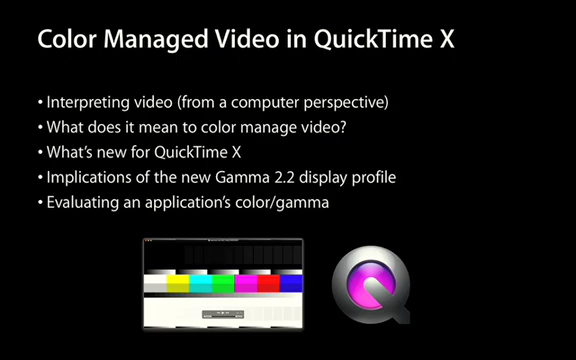 Color Managed Video in QuickTime X
• Interpreting video (from a computer perspective)
• What does it mean to color manage video?
• What's new for QuickTime X
• Implications of the new Gamma 2.2 display profile
• Evaluating an application's color/gamma